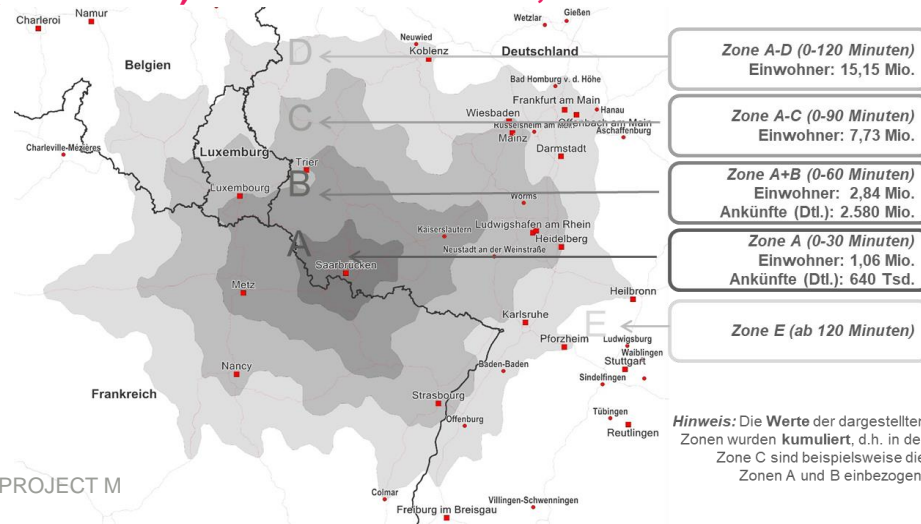 Charleroi
Namur
Wetzlar
Gießen
Neuwied
Koblenz
Deutschland
Belgien
D
Zone A-D (0-120 Minuten)
Einwohner: 15,15 Mio.
Bad Homburg v. d. Höhe
Frankfurt am Main
Hanau
Wiesbaden
Offenbach am Main
Rüsselsheim am Main
Mainz
Aschaffenburg
C
Zone A-C (0-90 Minuten)
Einwohner: 7,73 Mio.
Darmstadt
Charleville-Mézières
Luxemburg
Trier
B
Luxembourg
Worms
Zone A+B (0-60 Minuten)
Einwohner: 2,84 Mio.
Ankünfte (Dtl.): 2.580 Mio.
Ludwigshafen am Rhein
Kaiserslautern
Heidelberg
Neustadt an der Weinstraße
A
Saarbrücken
Zone A (0-30 Minuten)
Einwohner: 1,06 Mio.
Ankünfte (Dtl.): 640 Tsd.
Metz
Heilbronn
Karlsruhe
E
Zone E (ab 120 Minuten)
Pforzheim
Ludwigsburg
Waiblingen
Stuttgart
Nancy
Baden-Baden
Sindelfingen
Frankreich
Strasbourg
Offenburg
Tübingen
Reutlingen
Hinweis: Die Werte der dargestellten
Zonen wurden kumuliert, d.h. in de
Zone C sind beispielsweise die
Zonen A und B einbezogen
PROJECT M
Colmar
Villingen-Schwenningen
Freiburg im Breisgau